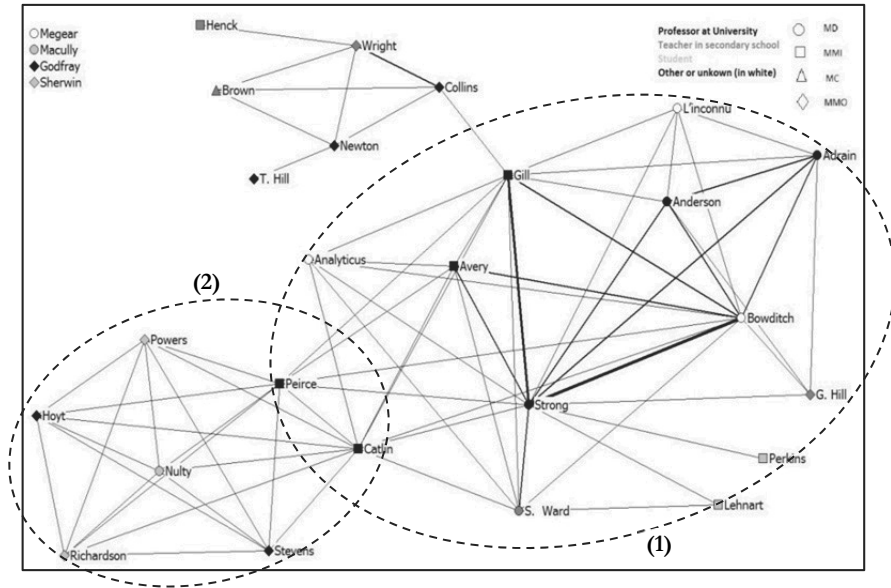 Megear
Macully
Godfray
Sherwin
Henck
Wright
Brown
Collins
Newton
T. Hill
Professor at University
Teacher in secondary school
Student
Other or unkown (in white)
MD
MMI
MC
MMO
L'inconnu
Adrain
Gill
Anderson
Analyticus
Avery
(2)
Bowditch
Powers
Peirce
Hoyt
Strong
G. Hill
Catlin
Nulty
Perkins
S. Ward
Lehnart
Richardson
Stevens
(1)